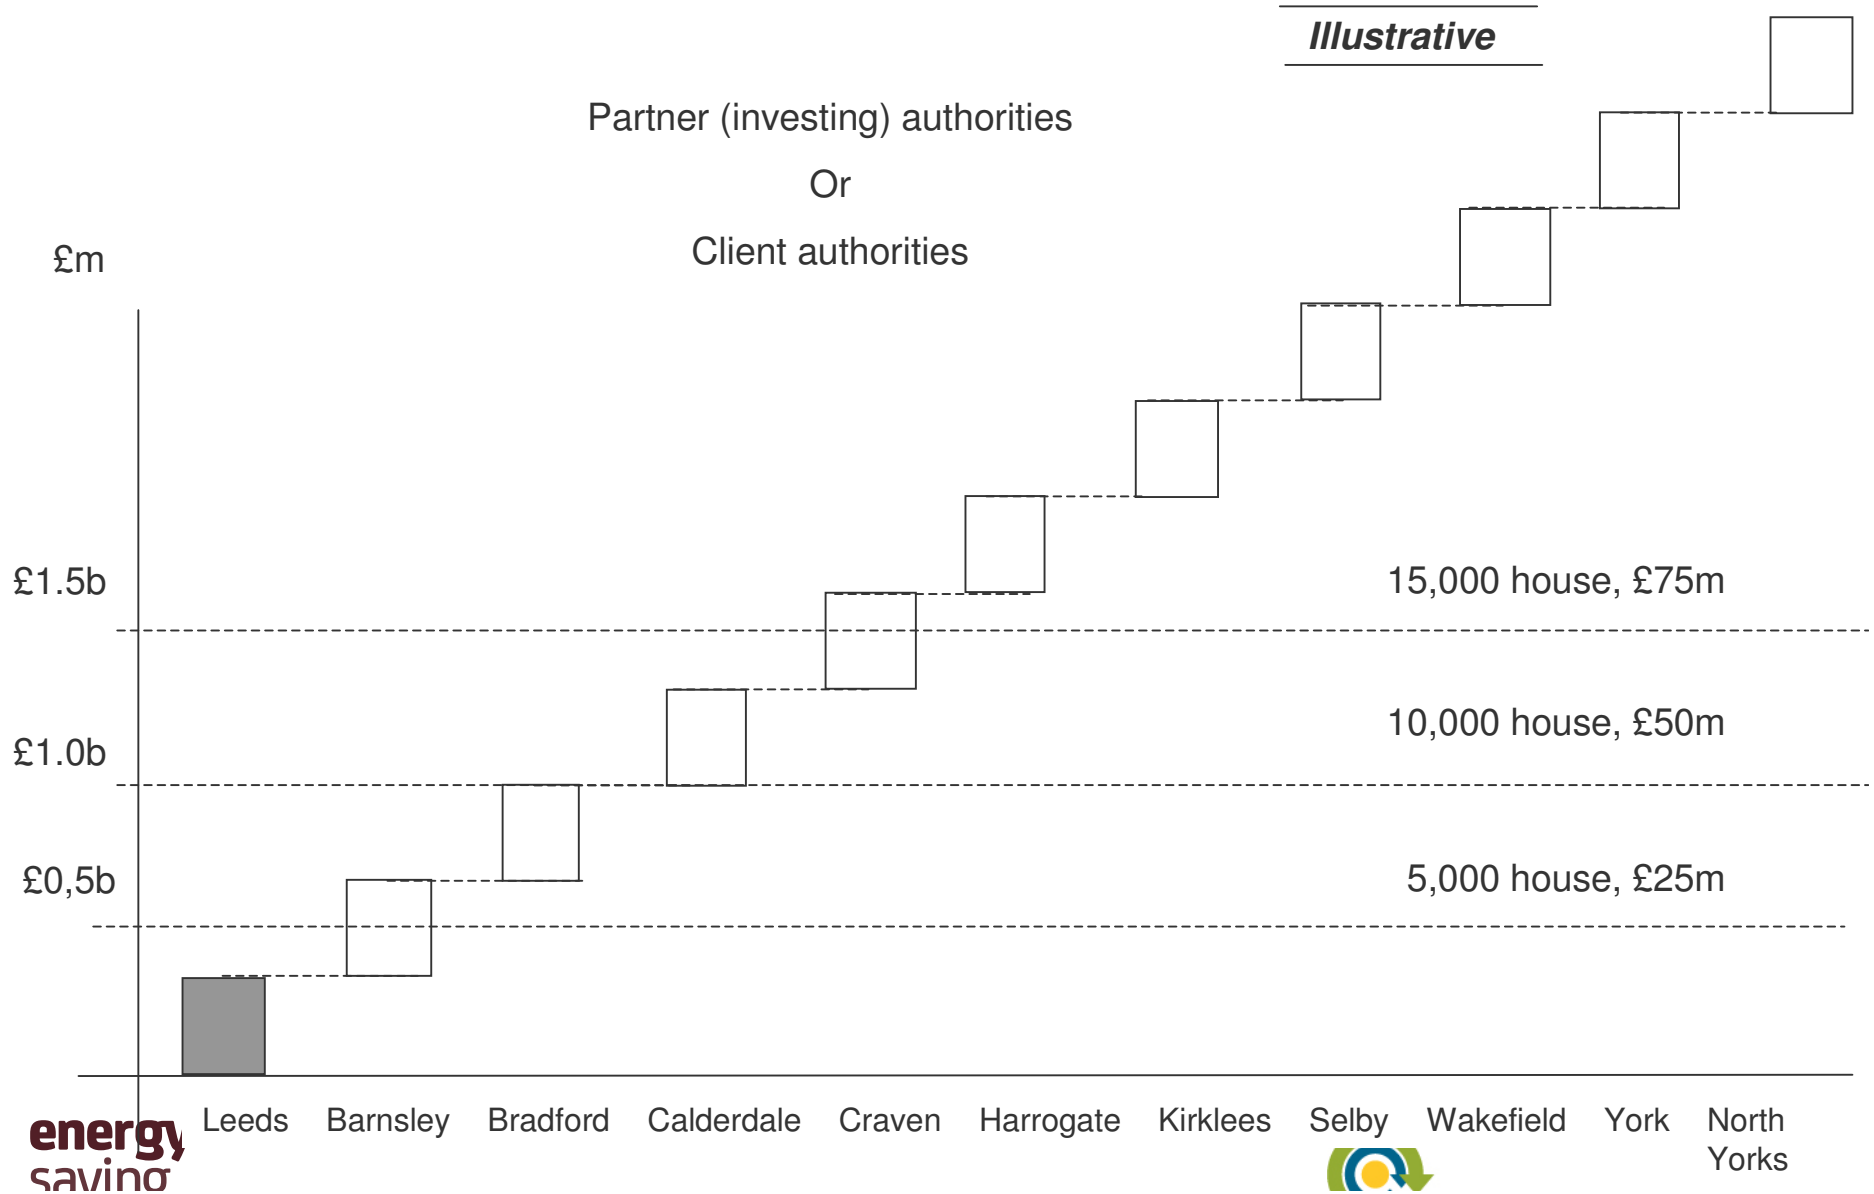 Illustrative
Partner (investing) authorities
Or
Client authorities
£m
£1.5b
15,000 house, £75m
10,000 house, £50m
£1.0b
£0,5b
5,000 house, £25m
Leeds Barnsley Bradford Calderdale Craven Harrogate Kirklees Selby Wakefield York North
Yorks
energy
saving